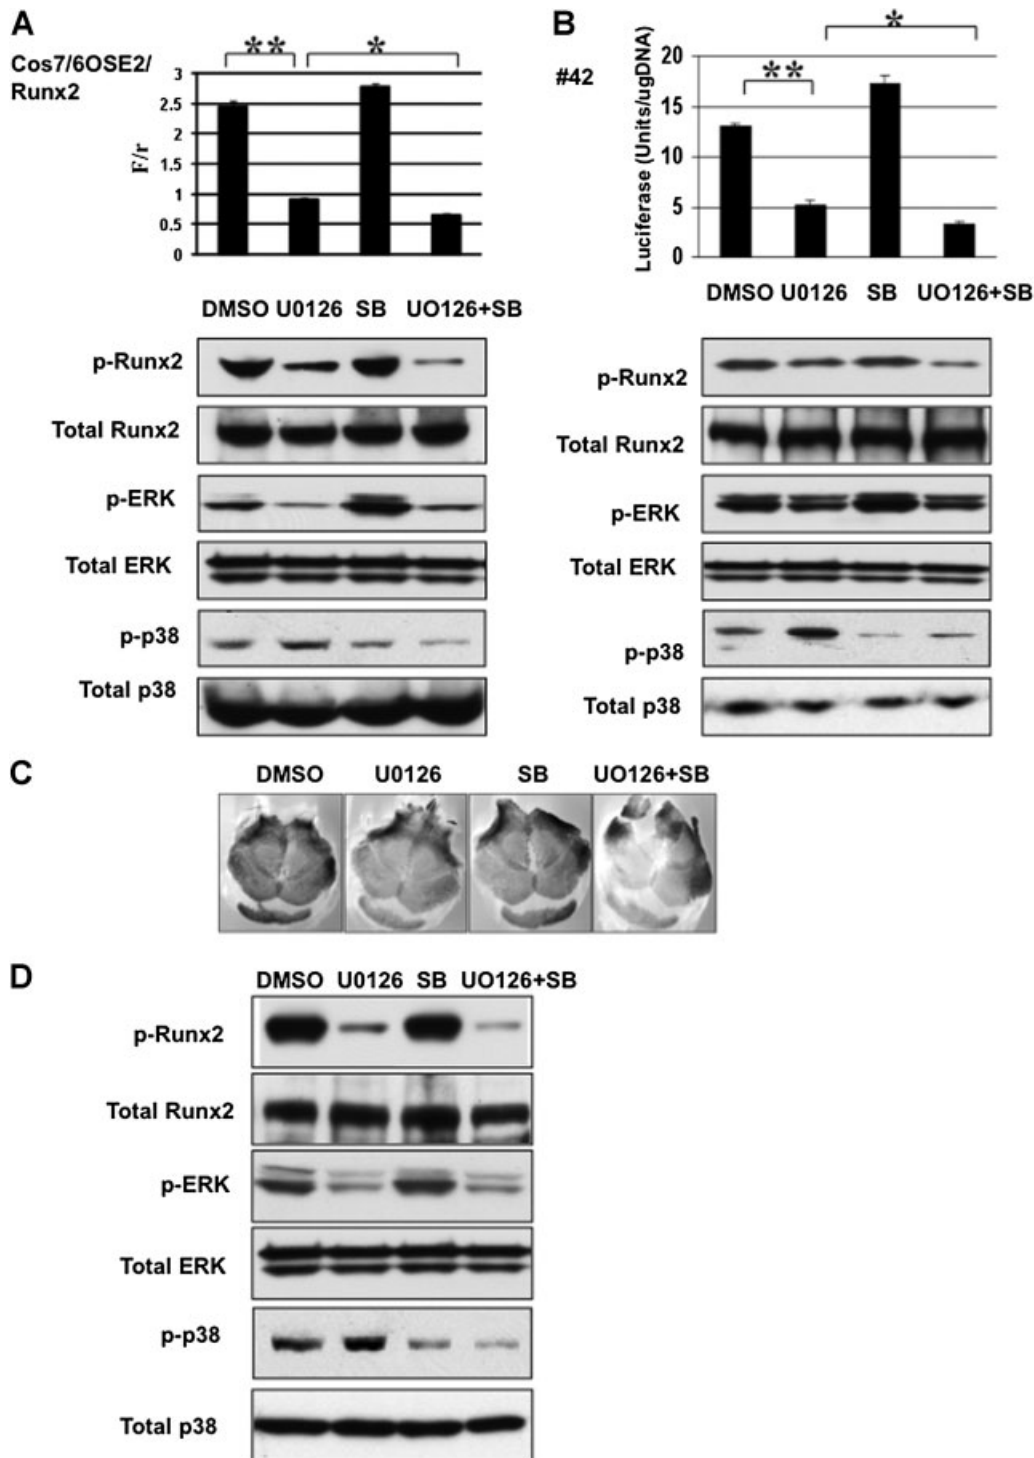 A
Cos7/6OSE2/
Runx2
** *
3
2.5
2
1.5
1
0.5
0
F/r
DMSO U0126 SB UO126+SB
p-Runx2
Total Runx2
p-ERK
Total ERK
p-p38
Total p38
B
#42
*
**
20
15
10
5
0
Luciferase (Units/ugDNA)
DMSO U0126 SB UO126+SB
p-Runx2
Total Runx2
p-ERK
Total ERK
p-p38
Total p38
C
DMSO U0126 SB UO126+SB
D
DMSO U0126 SB UO126+SB
p-Runx2
Total Runx2
p-ERK
Total ERK
p-p38
Total p38